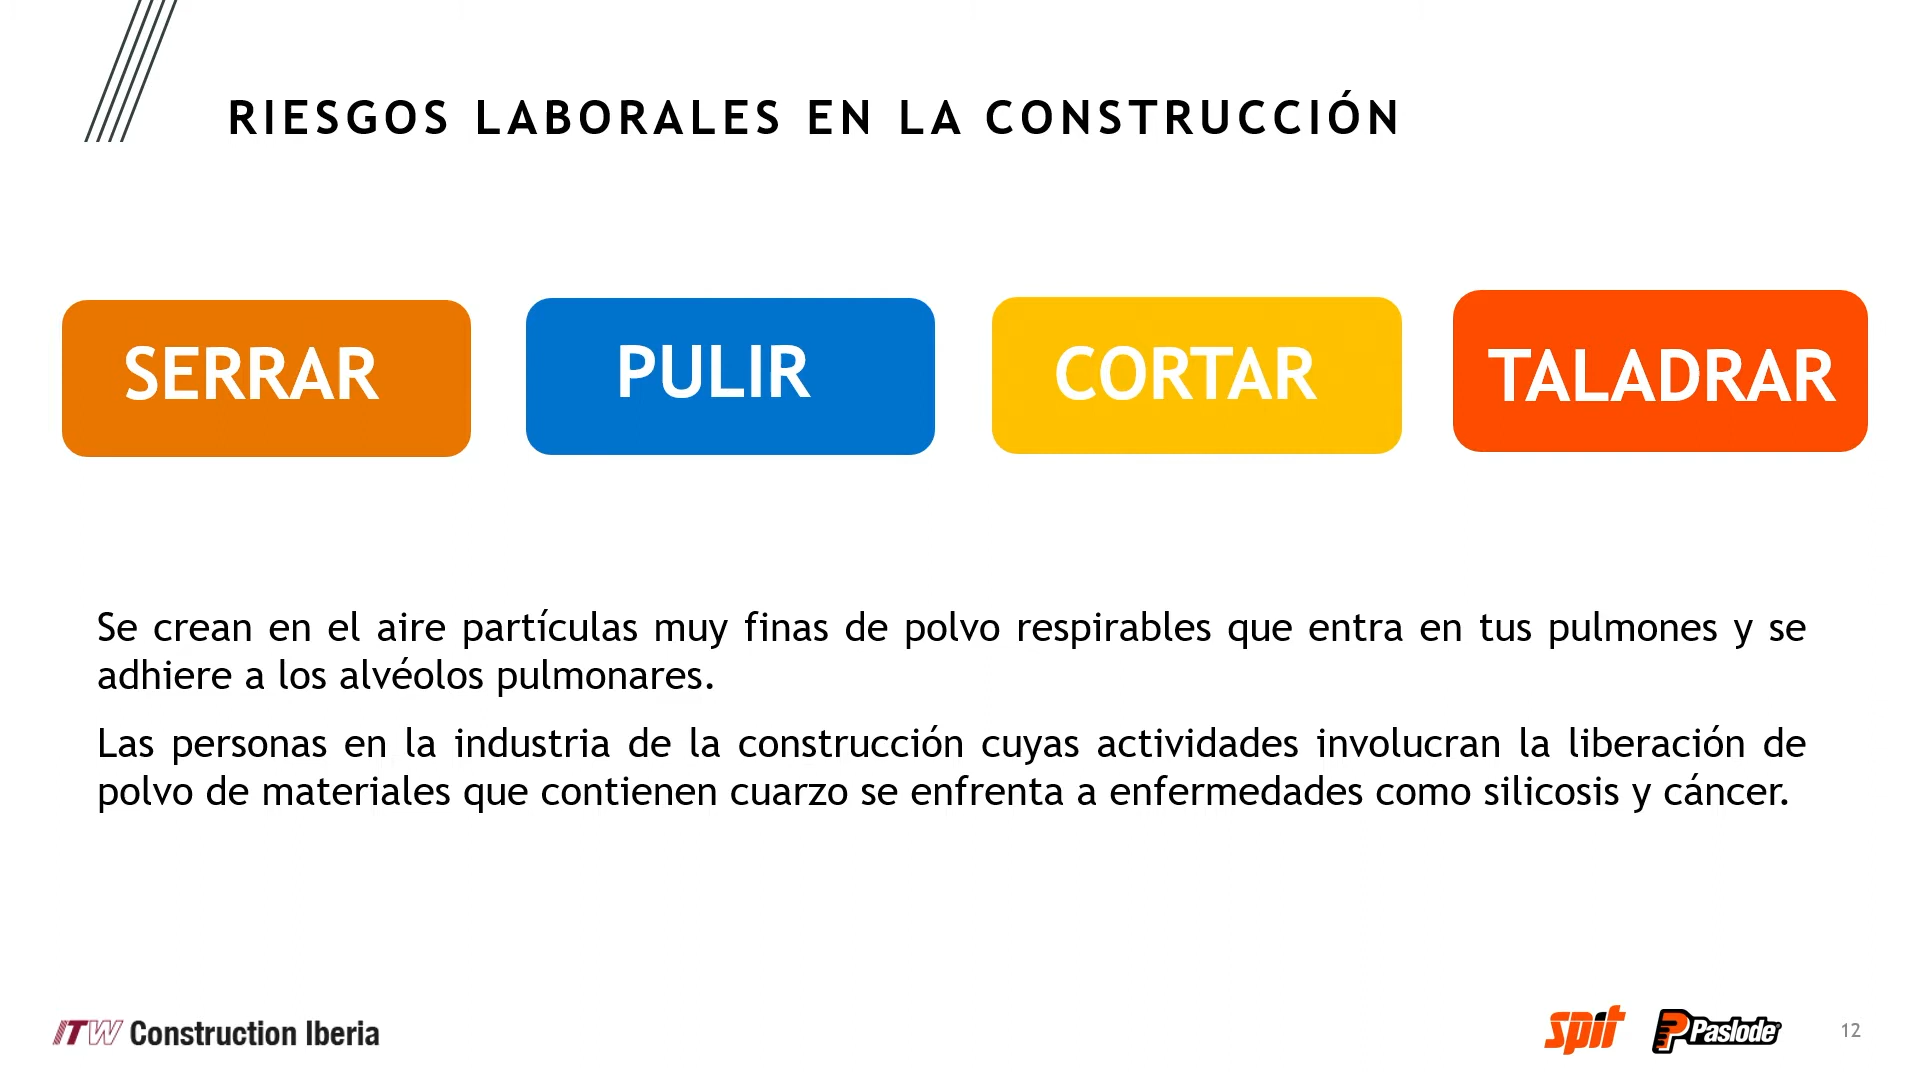 RIESGOS LABORALES EN LA CONSTRUCCIÓN
SERRAR
PULIR
CORTAR
TALADRAR
Se crean en el aire partículas muy finas de polvo respirables que entra en tus pulmones y se
adhiere a los alvéolos pulmonares.
Las personas en la industria de la construcción cuyas actividades involucran la liberación de
polvo de materiales que contienen cuarzo se enfrenta a enfermedades como silicosis y cáncer.
ITW Construction Iberia
spit
Paslode
12